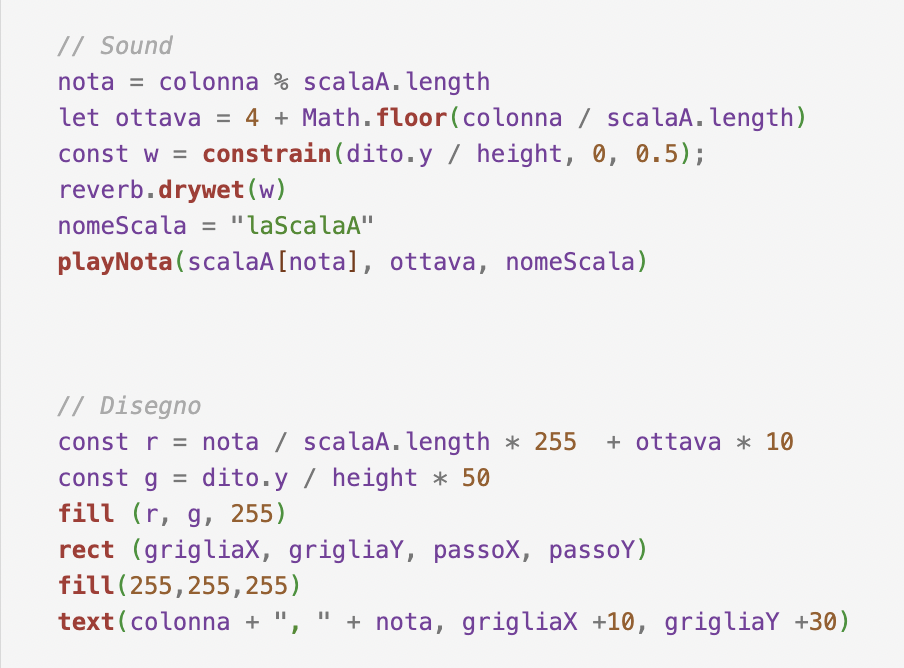 // Sound
nota = colonna % scalaA.length
let ottava = 4 + Math.floor(colonna / scalaA.length)
const w = constrain(dito.y / height, 0, 0.5);
reverb.drywet(w)
nomeScala = "laScalaA"
playNota(scalaA[nota], ottava, nomeScala)
// Disegno
const r = nota / scalaA.length * 255  + ottava * 10
const g = dito.y / height * 50
fill (r, g, 255)
rect (grigliaX, grigliaY, passoX, passoY)
fill(255,255,255)
text(colonna + ", " + nota, grigliaX +10, grigliaY +30)